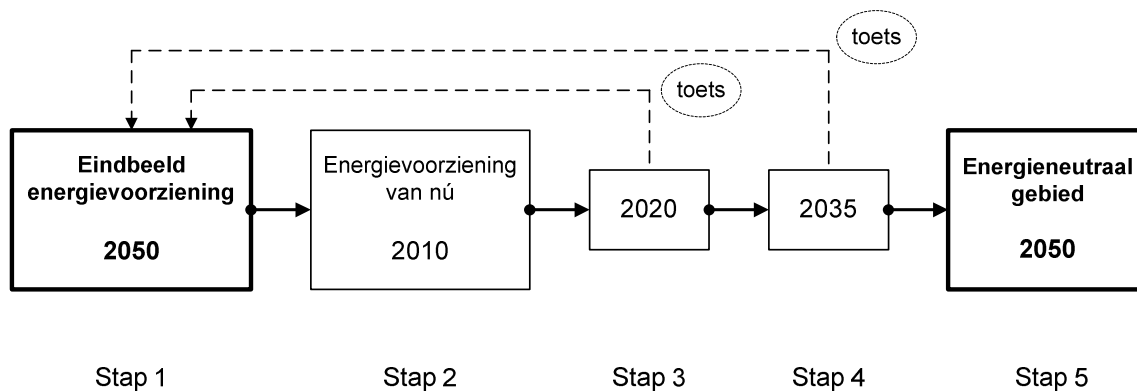 toets
toets
Eindbeeld
energievoorziening
2050
Energievoorziening
van nú
2010
2020
2035
Energieneutraal
gebied
2050
Stap 1
Stap 2
Stap 3
Stap 4
Stap 5